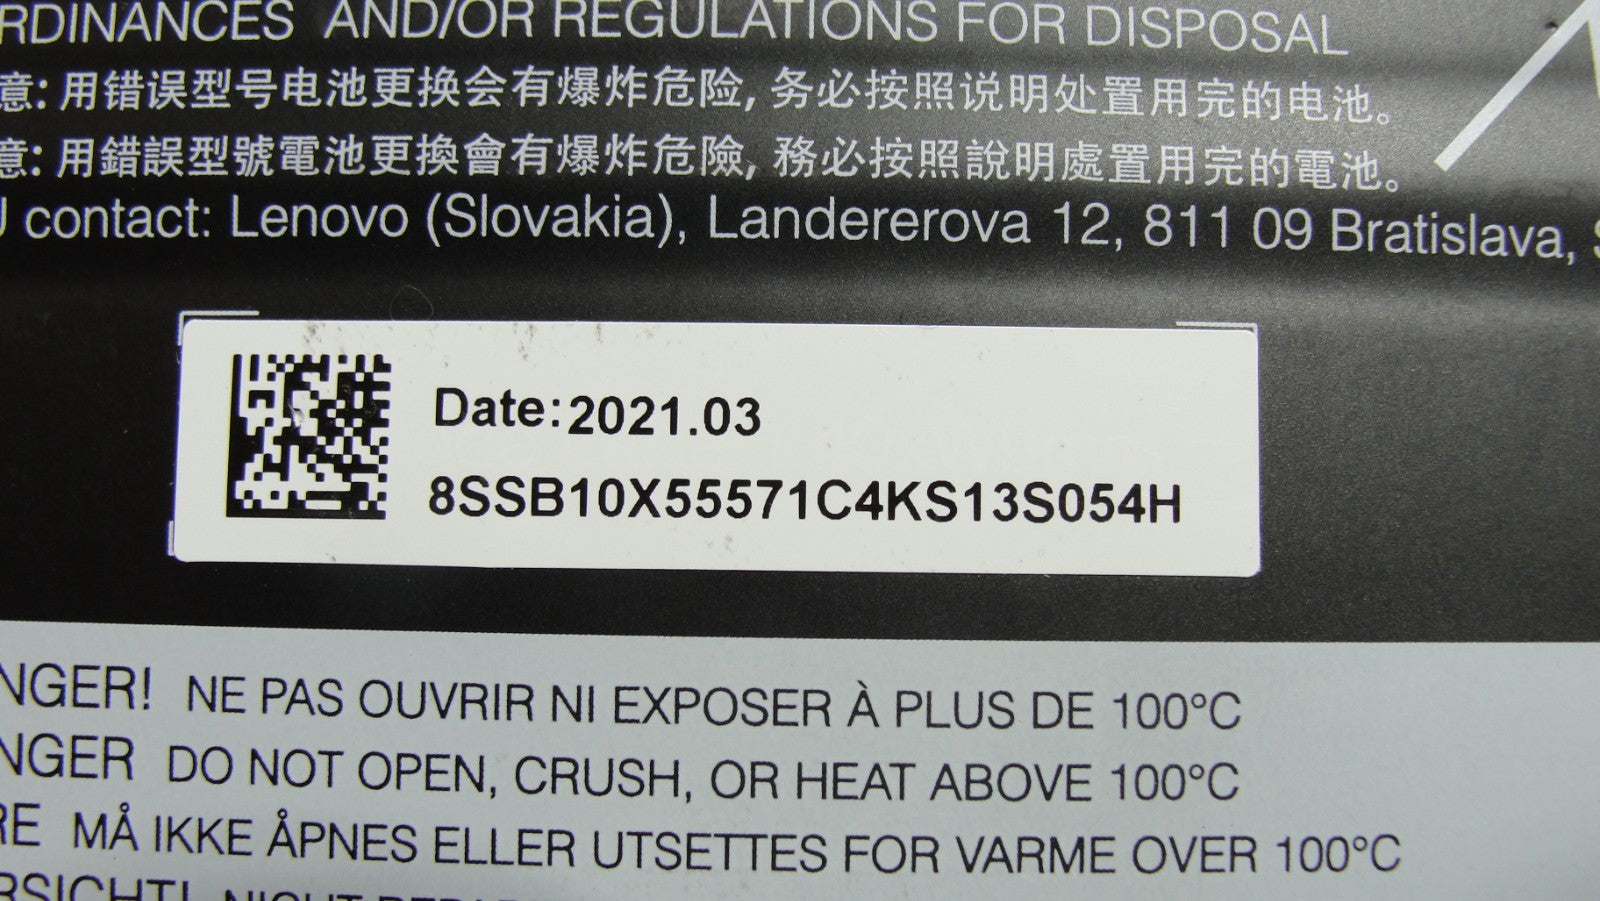 RDINANCES AND/OR REGULATIONS FOR DISPOSAL
意: 用错误型号电池更换会有爆炸危险, 务必按照说明处置用完的电池。
意: 用錯誤型號電池更換會有爆炸危險, 務必按照說明處置用完的電池。
U contact: Lenovo (Slovakia), Landererova 12, 811 09 Bratislava, S
Date:2021.03
8SSB10X55571C4KS13S054H
NGER! NE PAS OUVRIR NI EXPOSER À PLUS DE 100°C
NGER DO NOT OPEN, CRUSH, OR HEAT ABOVE 100°C
RE MÅ IKKE ÅPNES ELLER UTSETTES FOR VARME OVER 100°C
RSICHT! NICHT